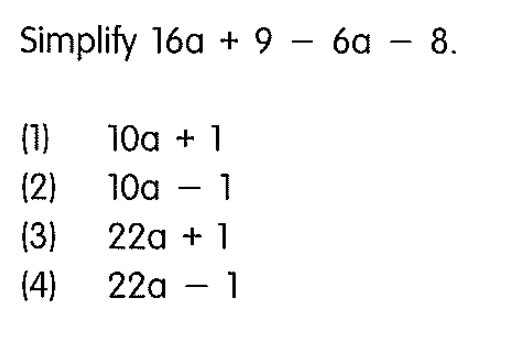 Simplify 16a + 9 − 6a − 8.
(1) 10a + 1
(2) 10a − 1
(3) 22a + 1
(4) 22a − 1